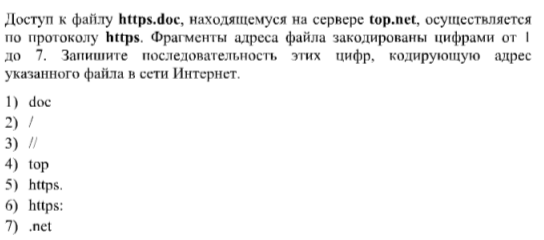 Доступ к файлу https.doc, находящемуся на сервере top.net, осуществляется
по протоколу https. Фрагменты адреса файла закодированы цифрами от 1
до 7. Запишите последовательность этих цифр, кодирующую адрес
указанного файла в сети Интернет.
1) doc
2) /
3) //
4) top
5) https.
6) https:
7) .net